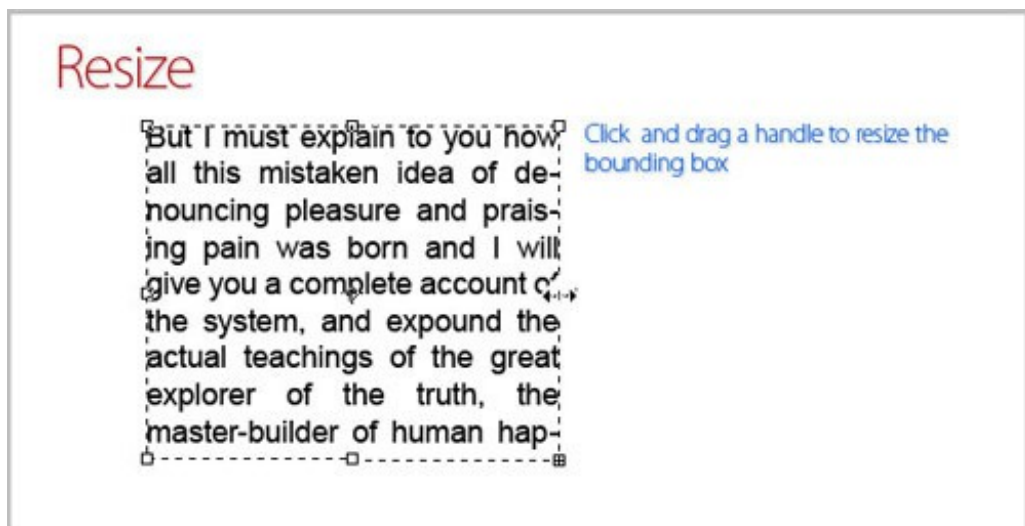 Resize
But I must explain to you how
all this mistaken idea of de-
nouncing pleasure and prais-
ing pain was born and I will
give you a complete account of
the system, and expound the
actual teachings of the great
explorer of the truth, the
master-builder of human hap-
Click and drag a handle to resize the
bounding box